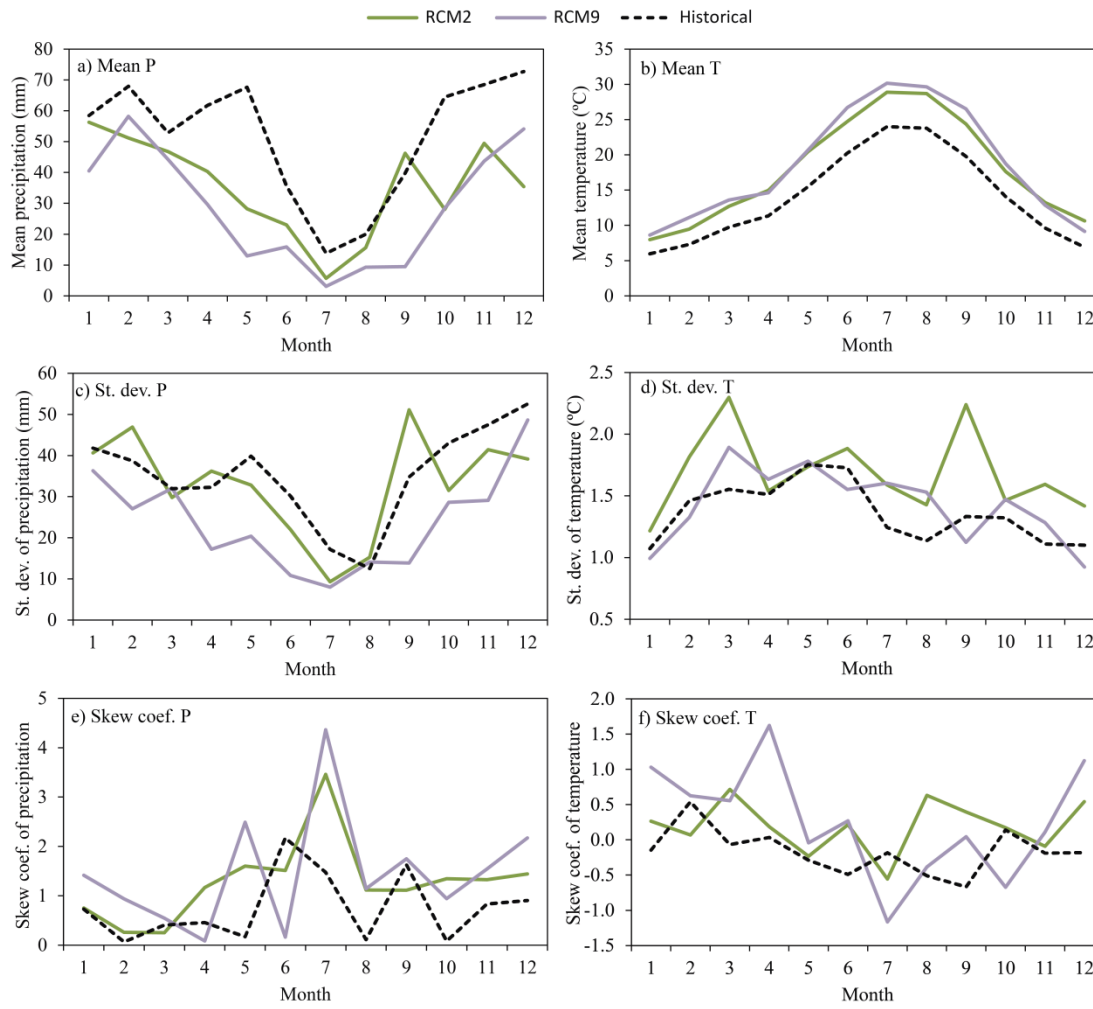 RCM2 RCM9 Historical
a) Mean P
Mean precipitation (mm)
80
70
60
50
40
30
20
10
0
1 2 3 4 5 6 7 8 9 10 11 12
Month
b) Mean T
Mean temperature (ºC)
35
30
25
20
15
10
5
0
1 2 3 4 5 6 7 8 9 10 11 12
Month
c) St. dev. P
St. dev. of precipitation (mm)
60
50
40
30
20
10
0
1 2 3 4 5 6 7 8 9 10 11 12
Month
d) St. dev. T
St. dev. of temperature (ºC)
2.5
2.0
1.5
1.0
0.5
1 2 3 4 5 6 7 8 9 10 11 12
Month
e) Skew coef. P
Skew coef. of precipitation
5
4
3
2
1
0
1 2 3 4 5 6 7 8 9 10 11 12
Month
f) Skew coef. T
Skew coef. of temperature
2.0
1.5
1.0
0.5
0.0
-0.5
-1.0
-1.5
1 2 3 4 5 6 7 8 9 10 11 12
Month